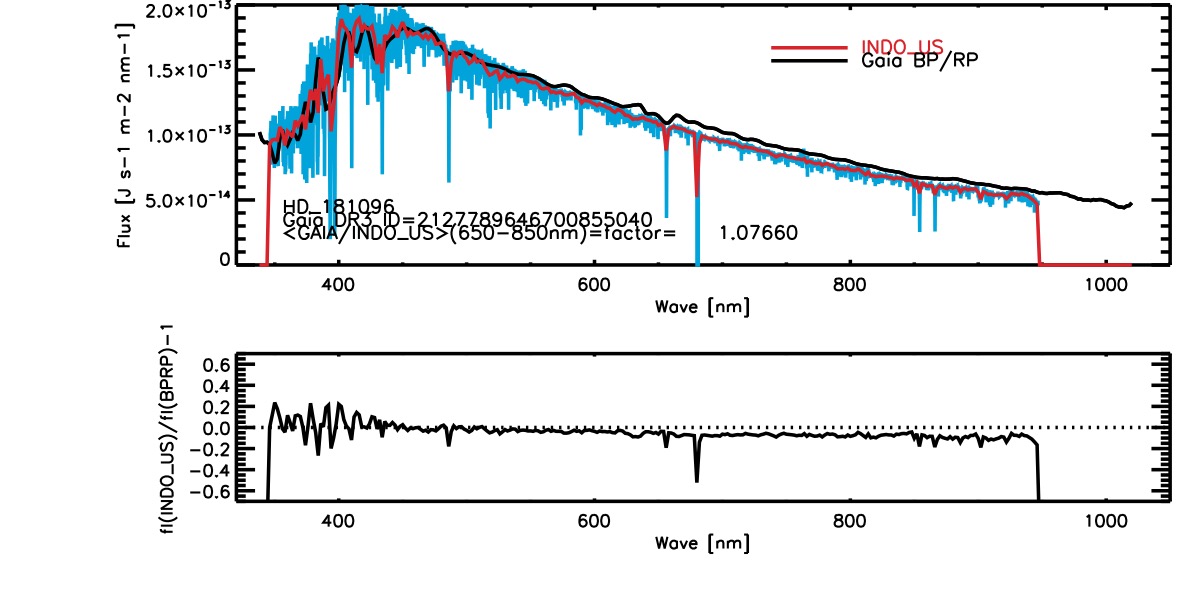 2.0×10−13
1.5×10−13
1.0×10−13
5.0×10−14
0
Flux [J s−1 m−2 nm−1]
INDO_US
Gaia BP/RP
HD_181096
Gaia DR3 ID=2127789646700855040
<GAIA/INDO_US>(650−850nm)=factor= 1.07660
400 600 800 1000
Wave [nm]
0.6
0.4
0.2
0.0
−0.2
−0.4
−0.6
fl(INDO_US)/fl(BPRP)−1
400 600 800 1000
Wave [nm]